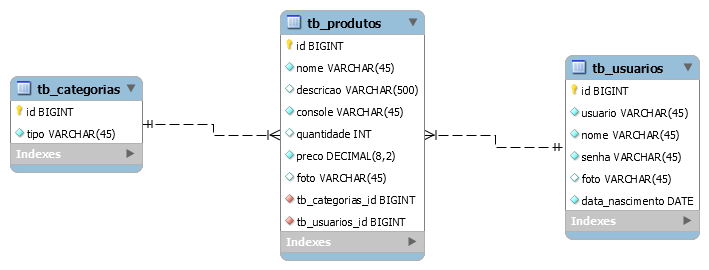 tb_categorias
id BIGINT
tipo VARCHAR(45)
Indexes
tb_produtos
id BIGINT
nome VARCHAR(45)
descricao VARCHAR(500)
console VARCHAR(45)
quantidade INT
preco DECIMAL(8,2)
foto VARCHAR(45)
tb_categorias_id BIGINT
tb_usuarios_id BIGINT
Indexes
tb_usuarios
id BIGINT
usuario VARCHAR(45)
nome VARCHAR(45)
senha VARCHAR(45)
foto VARCHAR(45)
data_nascimento DATE
Indexes